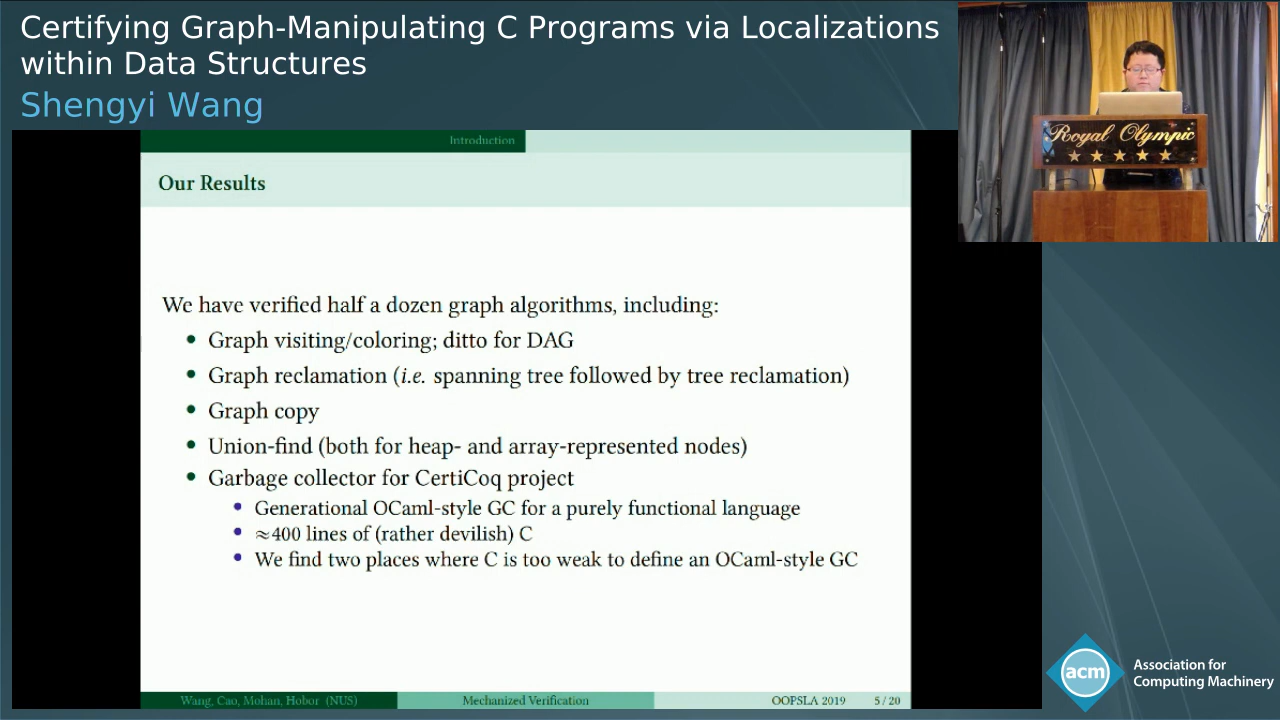 Certifying Graph-Manipulating C Programs via Localizations
within Data Structures
Shengyi Wang
Royal Olympic
Introduction
Our Results
We have verified half a dozen graph algorithms, including:
• Graph visiting/coloring; ditto for DAG
• Graph reclamation (i.e. spanning tree followed by tree reclamation)
• Graph copy
• Union-find (both for heap- and array-represented nodes)
• Garbage collector for CertiCoq project
• Generational OCaml-style GC for a purely functional language
• ≈400 lines of (rather devilish) C
• We find two places where C is too weak to define an OCaml-style GC
Wang, Cao, Mohan, Hobor (NUS) Mechanized Verification OOPSLA 2019 5 / 20
acm Association for
Computing Machinery